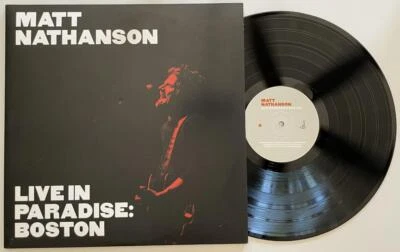 MATT
NATHANSON
LIVE IN
PARADISE:
BOSTON
MATT
NATHANSON